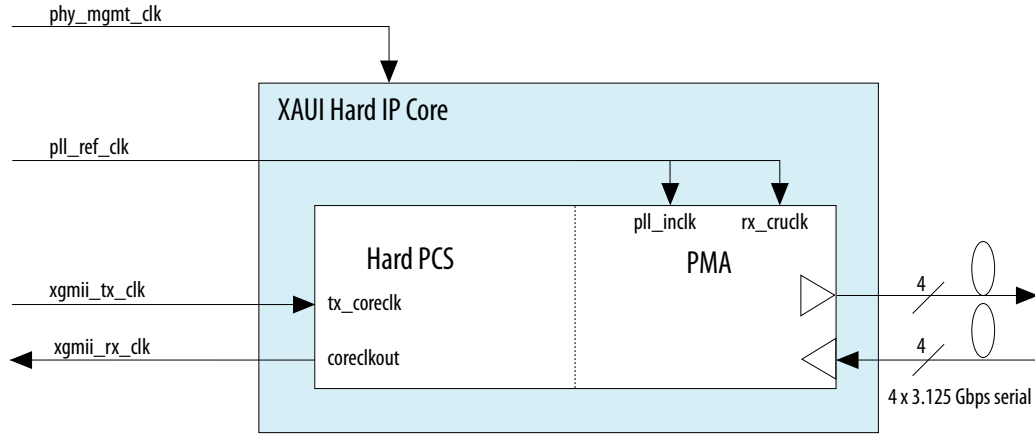 phy_mgmt_clk
XAUI Hard IP Core
pll_ref_clk
pll_inclk rx_cruclk
Hard PCS PMA
xgmii_tx_clk tx_coreclk 4
xgmii_rx_clk coreclkout 4
4 x 3.125 Gbps serial